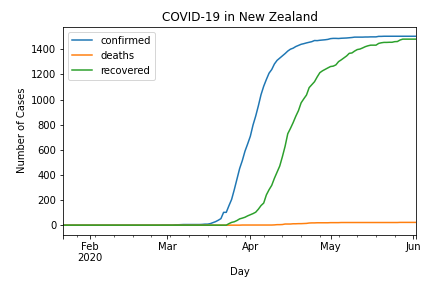 COVID-19 in New Zealand
confirmed
deaths
recovered
Number of Cases
1400
1200
1000
800
600
400
200
0
Feb Mar Apr May Jun
2020
Day